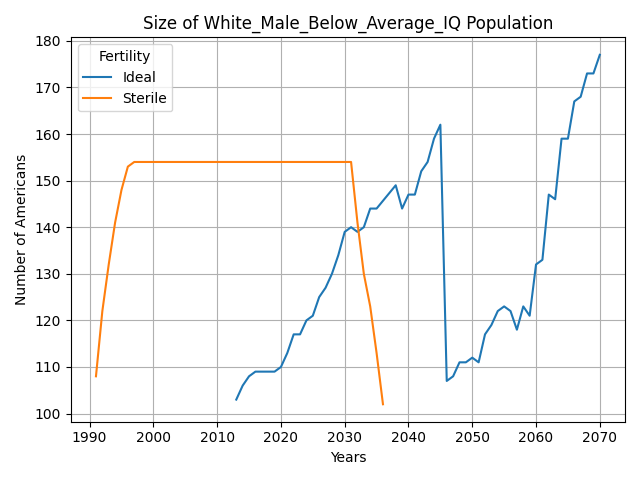 Size of White_Male_Below_Average_IQ Population
Fertility
Ideal
Sterile
Number of Americans
180
170
160
150
140
130
120
110
100
1990 2000 2010 2020 2030 2040 2050 2060 2070
Years